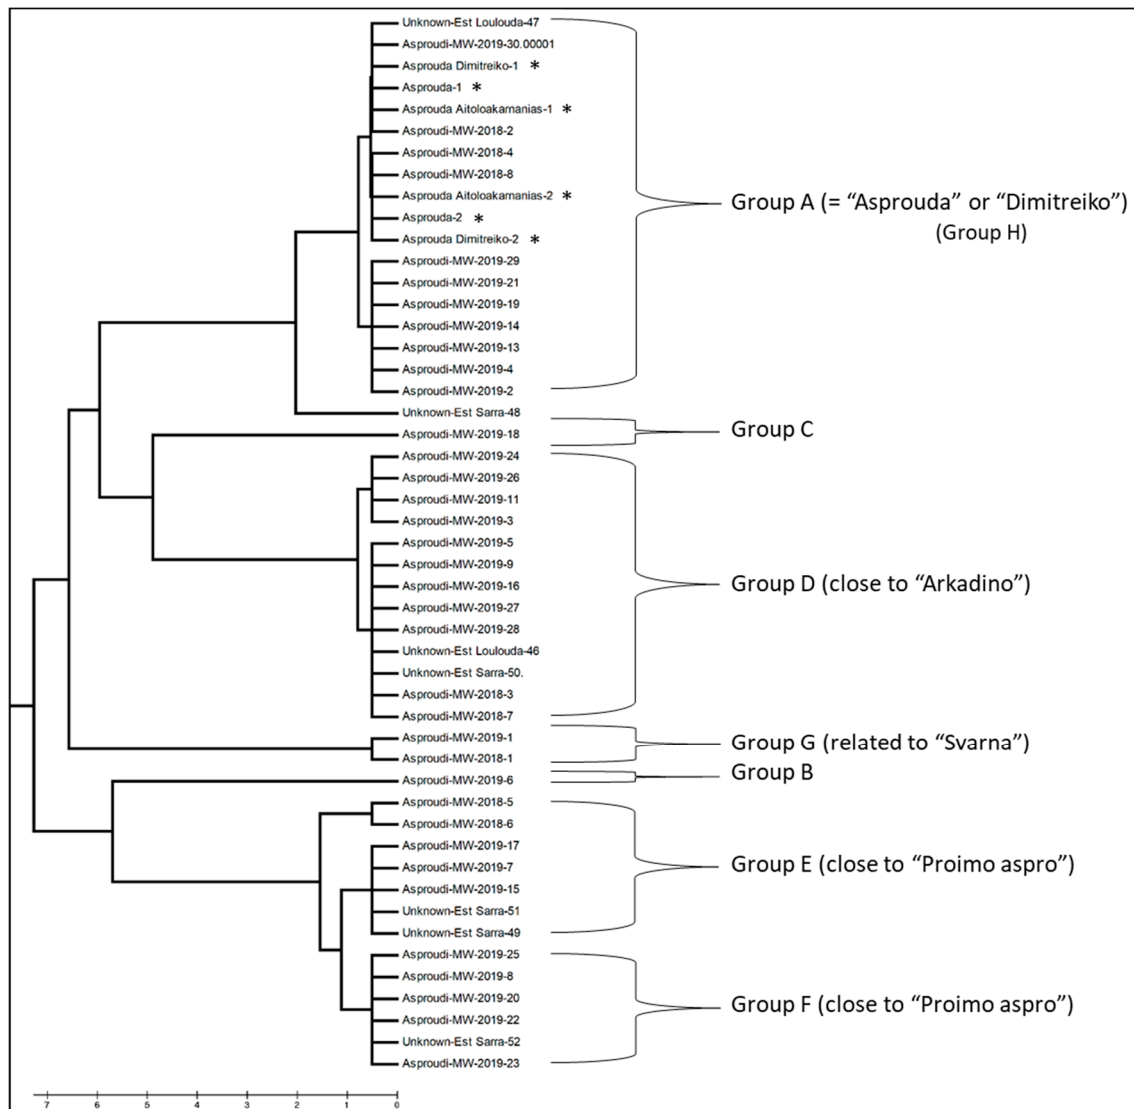 Unknown-Est Loulouda-47
Asproudi-MW-2019-30.00001
Asprouda Dimitreiko-1 *
Asprouda-1 *
Asprouda Aitoloakarnanias-1 *
Asproudi-MW-2018-2
Asproudi-MW-2018-4
Asproudi-MW-2018-8
Asprouda Aitoloakarnanias-2 *
Asprouda-2 *
Asprouda Dimitreiko-2 *
Asproudi-MW-2019-29
Asproudi-MW-2019-21
Asproudi-MW-2019-19
Asproudi-MW-2019-14
Asproudi-MW-2019-13
Asproudi-MW-2019-4
Asproudi-MW-2019-2
Unknown-Est Sarra-48
Asproudi-MW-2019-18
Asproudi-MW-2019-24
Asproudi-MW-2019-26
Asproudi-MW-2019-11
Asproudi-MW-2019-3
Asproudi-MW-2019-5
Asproudi-MW-2019-9
Asproudi-MW-2019-16
Asproudi-MW-2019-27
Asproudi-MW-2019-28
Unknown-Est Loulouda-46
Unknown-Est Sarra-50.
Asproudi-MW-2018-3
Asproudi-MW-2018-7
Asproudi-MW-2019-1
Asproudi-MW-2018-1
Asproudi-MW-2019-6
Asproudi-MW-2018-5
Asproudi-MW-2018-6
Asproudi-MW-2019-17
Asproudi-MW-2019-7
Asproudi-MW-2019-15
Unknown-Est Sarra-51
Unknown-Est Sarra-49
Asproudi-MW-2019-25
Asproudi-MW-2019-8
Asproudi-MW-2019-20
Asproudi-MW-2019-22
Unknown-Est Sarra-52
Asproudi-MW-2019-23
Group A (= “Asprouda” or “Dimitreiko”)
(Group H)
Group C
Group D (close to “Arkadino”)
Group G (related to “Svarna”)
Group B
Group E (close to “Proimo aspro”)
Group F (close to “Proimo aspro”)
7 6 5 4 3 2 1 0